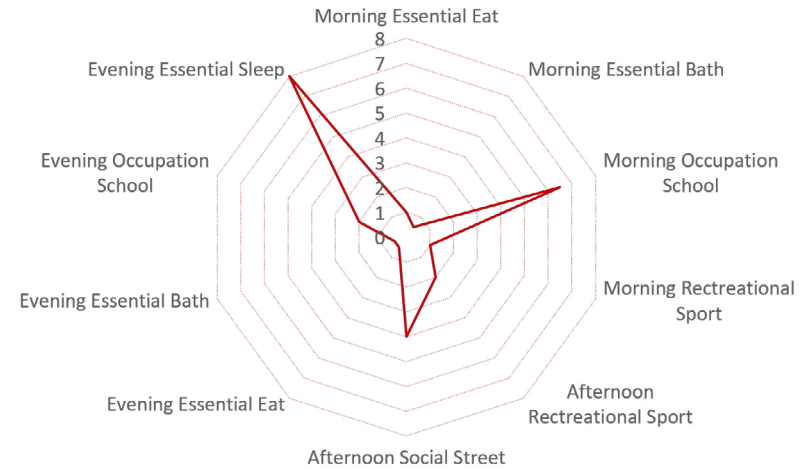 Morning Essential Eat
8
7
6
5
4
3
2
1
0
Morning Essential Bath
Morning Occupation
School
Morning Rectreational
Sport
Afternoon
Rectreational Sport
Afternoon Social Street
Evening Essential Eat
Evening Essential Bath
Evening Occupation
School
Evening Essential Sleep